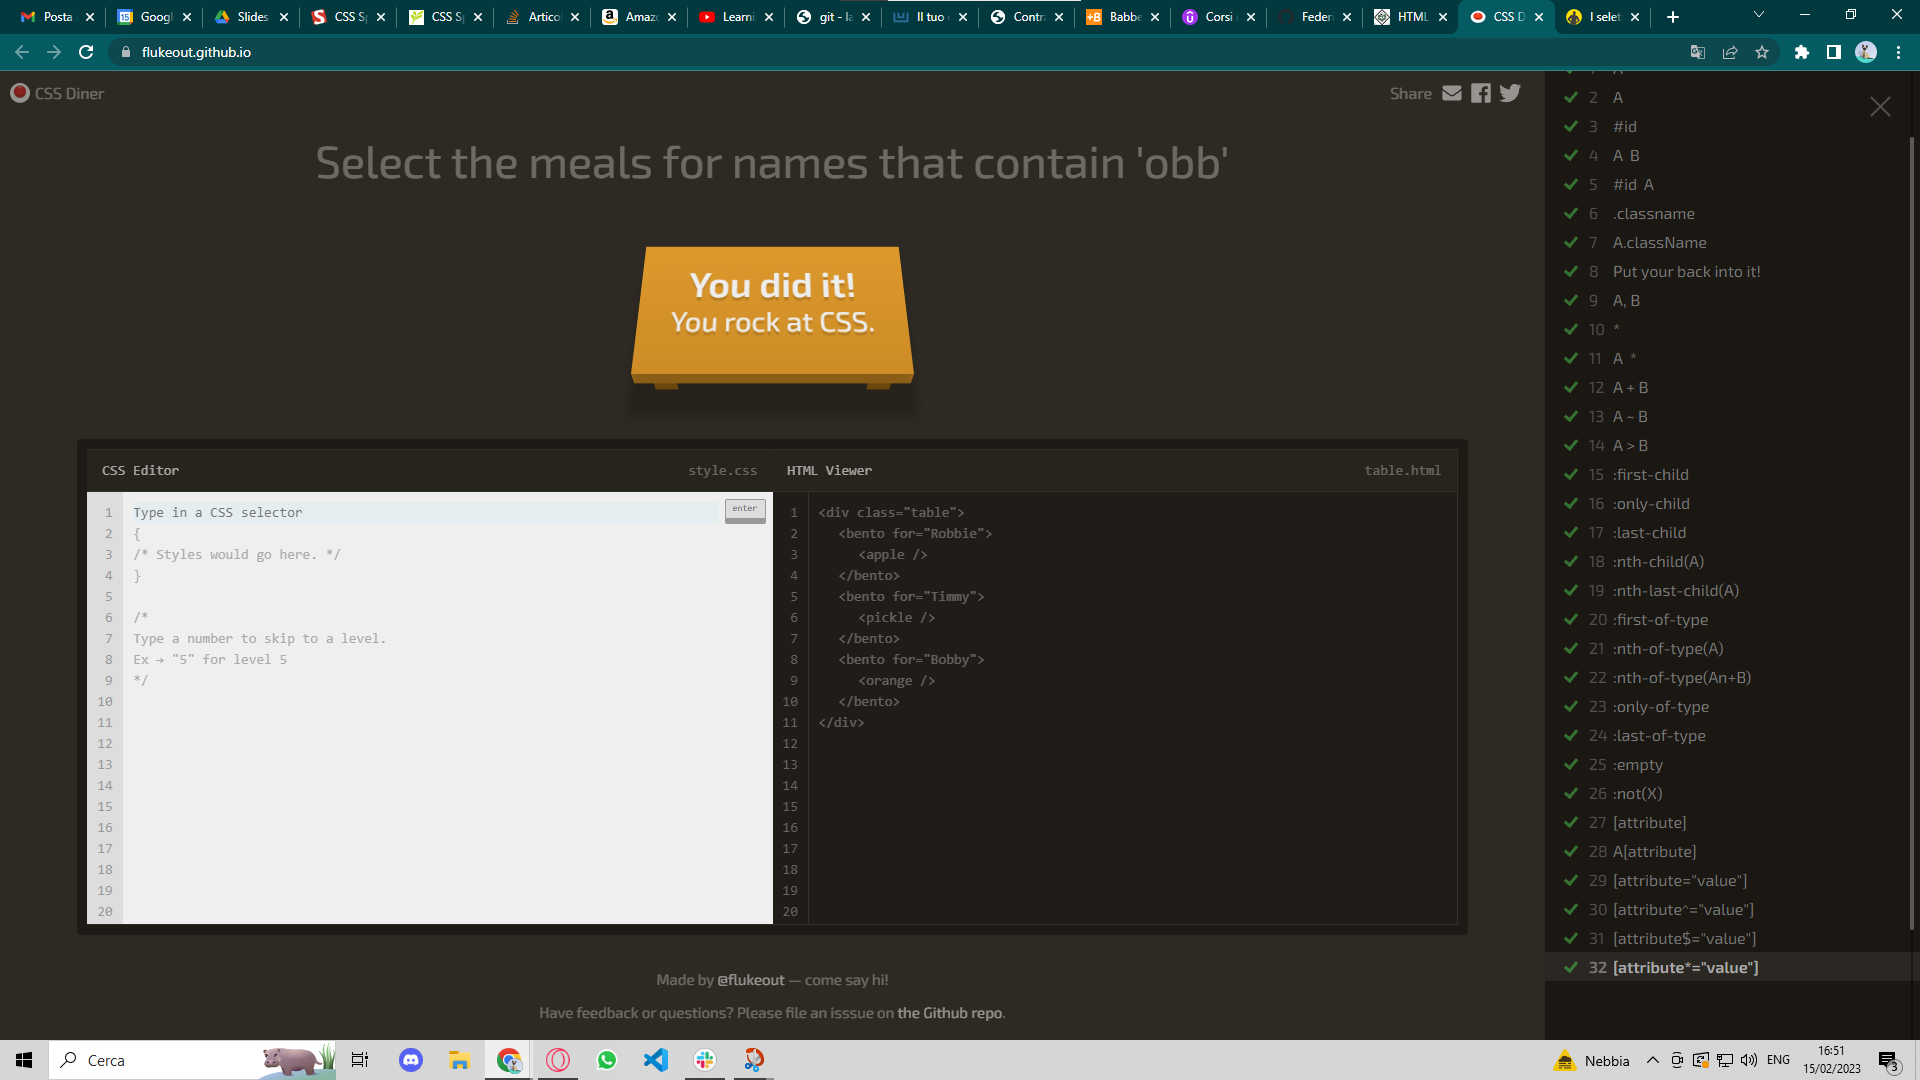 Posta
Googl
Slides
CSS S
CSS S
Articol
Amaz
Learni
git - la
Il tuo
Contr
Babbe
Corsi
Federi
HTML
CSS D
I selet
flukeout.github.io
CSS Diner
Share
Select the meals for names that contain 'obb'
You did it!
You rock at CSS.
CSS Editor
style.css
HTML Viewer
table.html
1 Type in a CSS selector
enter
2 {
3 /* Styles would go here. */
4 }
5
6 /*
7 Type a number to skip to a level.
8 Ex → "5" for level 5
9 */
10
11
12
13
14
15
16
17
18
19
20
1 <div class="table">
2 <bento for="Robbie">
3 <apple />
4 </bento>
5 <bento for="Timmy">
6 <pickle />
7 </bento>
8 <bento for="Bobby">
9 <orange />
10 </bento>
11 </div>
12
13
14
15
16
17
18
19
20
Made by @flukeout — come say hi!
Have feedback or questions? Please file an isssue on the Github repo.
2 A
3 #id
4 A B
5 #id A
6 .classname
7 A.className
8 Put your back into it!
9 A, B
10 *
11 A *
12 A + B
13 A ~ B
14 A > B
15 :first-child
16 :only-child
17 :last-child
18 :nth-child(A)
19 :nth-last-child(A)
20 :first-of-type
21 :nth-of-type(A)
22 :nth-of-type(An+B)
23 :only-of-type
24 :last-of-type
25 :empty
26 :not(X)
27 [attribute]
28 A[attribute]
29 [attribute="value"]
30 [attribute^="value"]
31 [attribute$="value"]
32 [attribute*="value"]
Cerca
Nebbia
ENG
16:51
15/02/2023
3